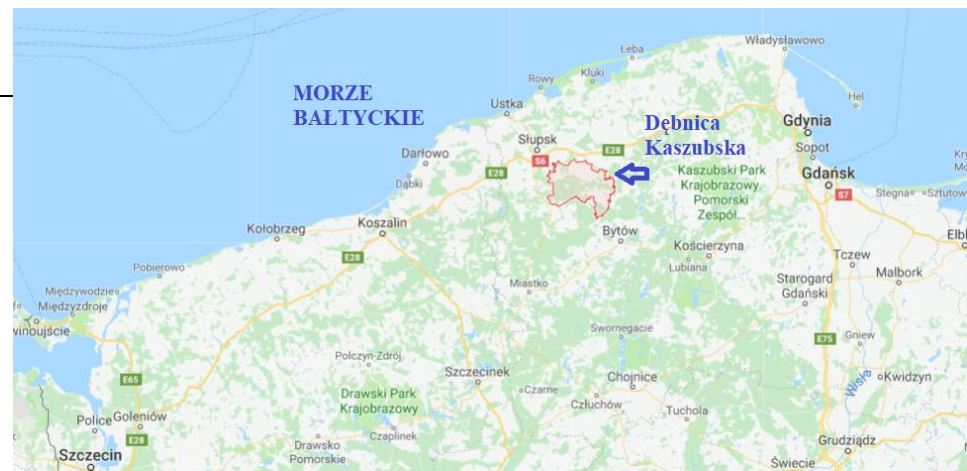 Władysławowo
Łeba
Kluki
Rowy
Hel
MORZE
BAŁTYCKIE
Ustka
Gdynia
Dębnica
Kaszubska
Słupsk
E28
Sopot
Darłowo
S6
E28
Kaszubski Park
Krajobrazowy.
Pomorski
Zespół...
Gdańsk
S7
Dąbki
Stegna
Sztutow
Kołobrzeg
Koszalin
Bytów
Kościerzyna
E28
Tczew
Łubiana
Pobierowo
Malbork
Miastko
Starogard
Gdański
Międzywodzie
Międzyzdroje
winoujście
Swornegacie
E75
Gniew
Połczyn-Zdrój
Szczecinek
Chojnice
Wisła
Kwidzyn
E65
Czarne
Drawski Park
Krajobrazowy
Człuchów
Tuchola
Police
Goleniów
E28
Czaplinek
Drawsko
Pomorskie
Grudziądz
Szczecin
Świecie